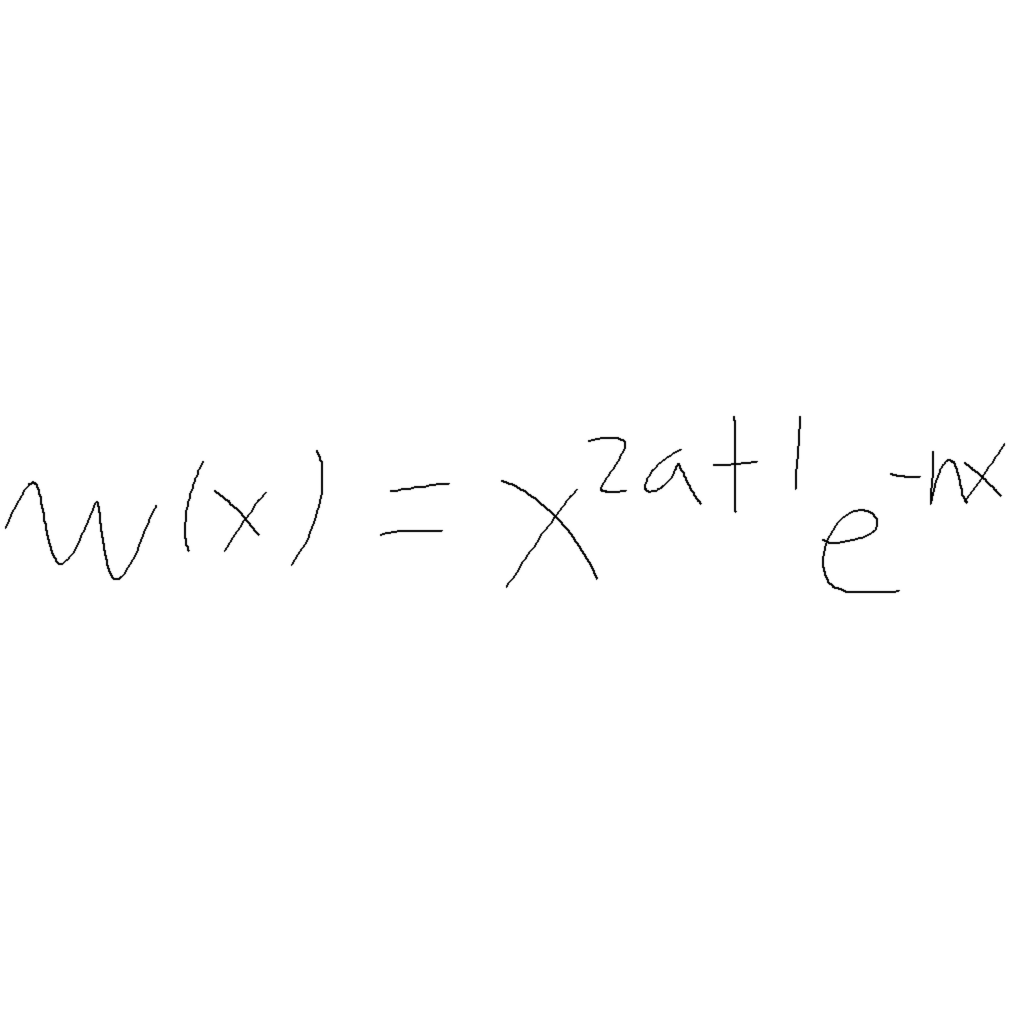 w(x) = x^{2a+1} e^{-nx}